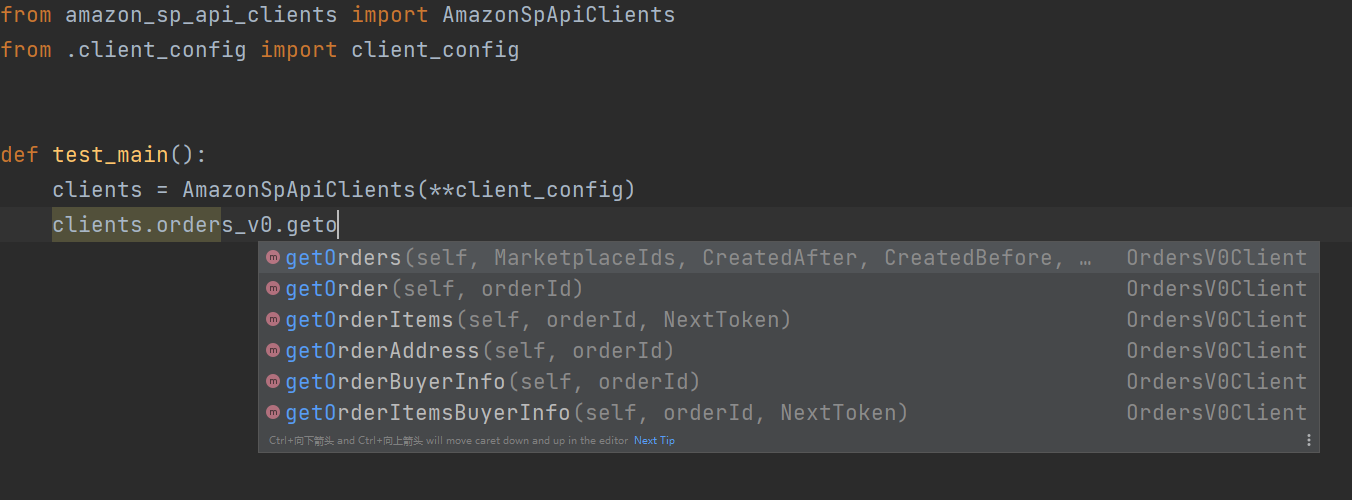 from amazon_sp_api_clients import AmazonSpApiClients
from .client_config import client_config
def test_main():
clients = AmazonSpApiClients(**client_config)
clients.orders_v0.geto
getOrders(self, MarketplaceIds, CreatedAfter, CreatedBefore, … OrdersV0Client
getOrder(self, orderId) OrdersV0Client
getOrderItems(self, orderId, NextToken) OrdersV0Client
getOrderAddress(self, orderId) OrdersV0Client
getOrderBuyerInfo(self, orderId) OrdersV0Client
getOrderItemsBuyerInfo(self, orderId, NextToken) OrdersV0Client
Ctrl+向下箭头 and Ctrl+向上箭头 will move caret down and up in the editor Next Tip